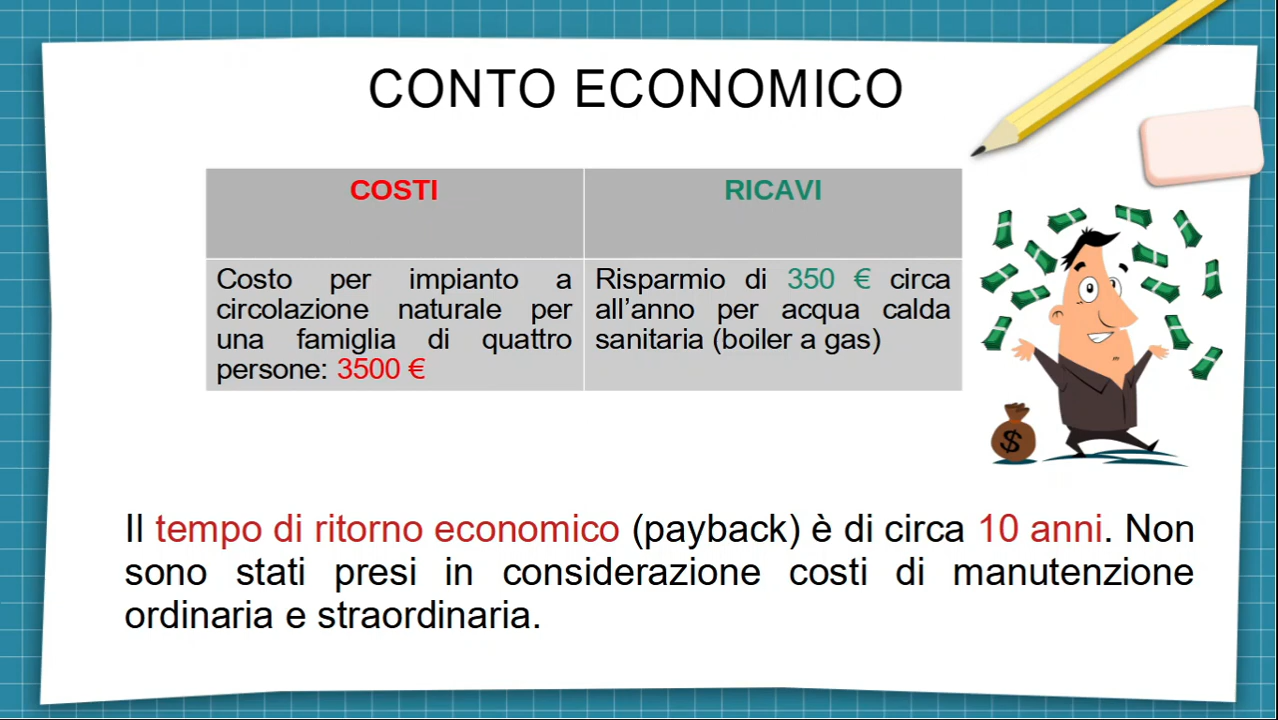 CONTO ECONOMICO
COSTI
RICAVI
Costo per impianto a
circolazione naturale per
una famiglia di quattro
persone: 3500 €
Risparmio di 350 € circa
all’anno per acqua calda
sanitaria (boiler a gas)
$
Il tempo di ritorno economico (payback) è di circa 10 anni. Non
sono stati presi in considerazione costi di manutenzione
ordinaria e straordinaria.